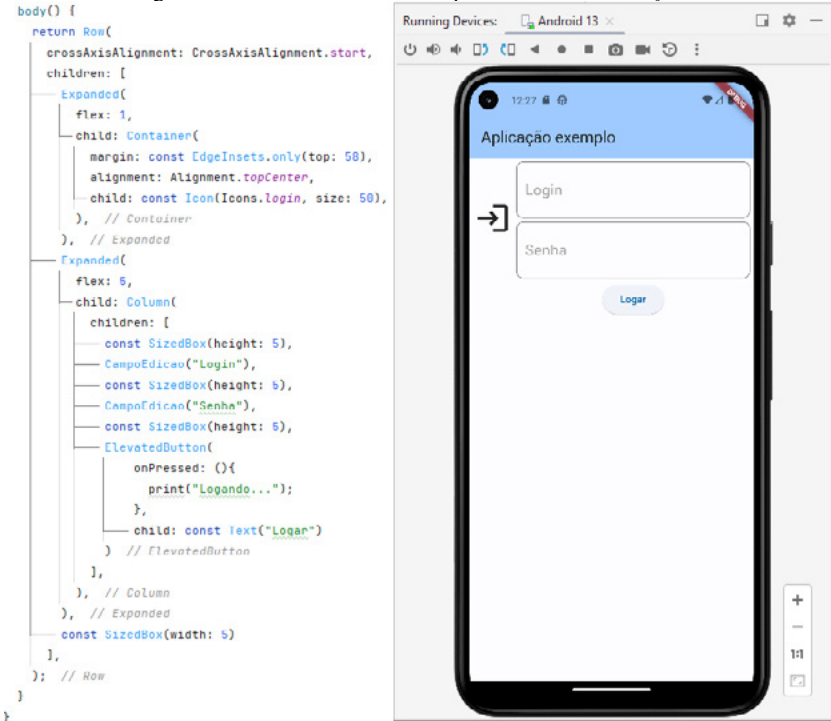 body() {
return Row(
crossAxisAlignment: CrossAxisAlignment.start,
children: [
Expanded(
flex: 1,
child: Container(
margin: const EdgeInsets.only(top: 58),
alignment: Alignment.topCenter,
child: const Icon(Icons.login, size: 50),
), // Container
), // Expanded
Expanded(
flex: 5,
child: Column(
children: [
const SizedBox(height: 5),
CampoEdicao("Login"),
const SizedBox(height: 5),
CampoEdicao("Senha"),
const SizedBox(height: 5),
ElevatedButton(
onPressed: (){
print("Logando...");
},
child: const Text("Logar")
) // ElevatedButton
],
), // Column
), // Expanded
const SizedBox(width: 5)
],
); // Row
}
}
Running Devices: Android 13
12:27
DEBUG
Aplicação exemplo
Login
Senha
Logar
1:1